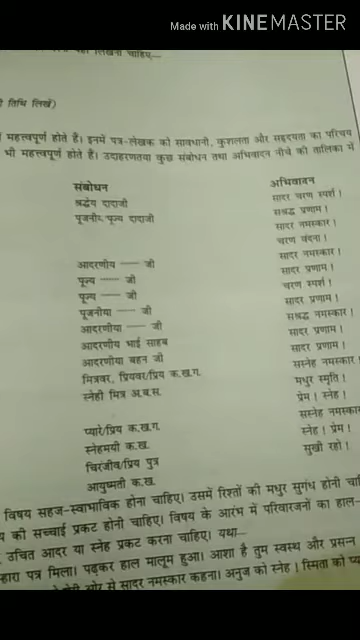 Made with KINEMASTER
लिखना चाहिए—
तिथि लिखें)
महत्त्वपूर्ण होते हैं। इनमें पत्र-लेखक को सावधानी, कुशलता और सहृदयता का परिचय
भी महत्त्वपूर्ण होते हैं। उदाहरणतया कुछ संबोधन तथा अभिवादन नीचे की तालिका में
संबोधन अभिवादन
श्रद्धेय दादाजी सादर चरण स्पर्श!
पूजनीय/पूज्य दादाजी सश्रद्ध प्रणाम!
सादर नमस्कार!
चरण वंदना!
आदरणीय —— जी सादर नमस्कार!
पूज्य —— जी सादर प्रणाम!
पूज्य —— जी चरण स्पर्श!
पूजनीया —— जी सादर प्रणाम!
आदरणीया —— जी सश्रद्ध नमस्कार!
आदरणीय भाई साहब सादर प्रणाम!
आदरणीया बहन जी सादर प्रणाम!
मित्रवर, प्रियवर/प्रिय क.ख.ग. सस्नेह नमस्कार
स्नेही मित्र अ.ब.स. मधुर स्मृति!
प्रेम! स्नेह!
प्यारे/प्रिय क.ख.ग. सस्नेह नमस्कार
स्नेहमयी क.ख. स्नेह! प्रेम!
चिरंजीव/प्रिय पुत्र सुखी रहो!
आयुष्मती क.ख.
विषय सहज-स्वाभाविक होना चाहिए। उसमें रिश्तों की मधुर सुगंध होनी
की सच्चाई प्रकट होनी चाहिए। विषय के आरंभ में परिवारजनों का हाल-
उचित आदर या स्नेह प्रकट करना चाहिए। यथा—
पत्र मिला। पढ़कर हाल मालूम हुआ। आशा है तुम स्वस्थ और प्रसन्न
ओर से सादर नमस्कार कहना। अनुज को स्नेह! स्मिता को